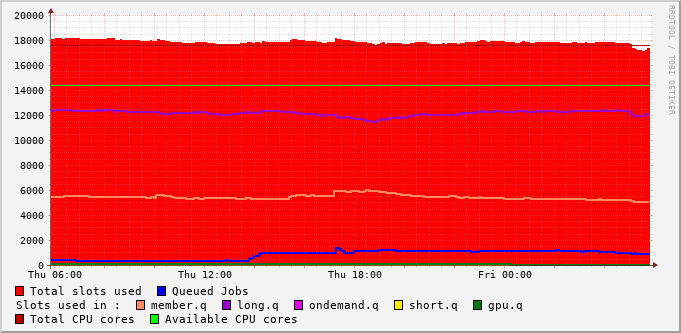 20000
18000
16000
14000
12000
10000
8000
6000
4000
2000
0
Thu 06:00 Thu 12:00 Thu 18:00 Fri 00:00
RRDTOOL / TOBI OETIKER
Total slots used Queued Jobs
Slots used in : member.q long.q ondemand.q short.q gpu.q
Total CPU cores Available CPU cores